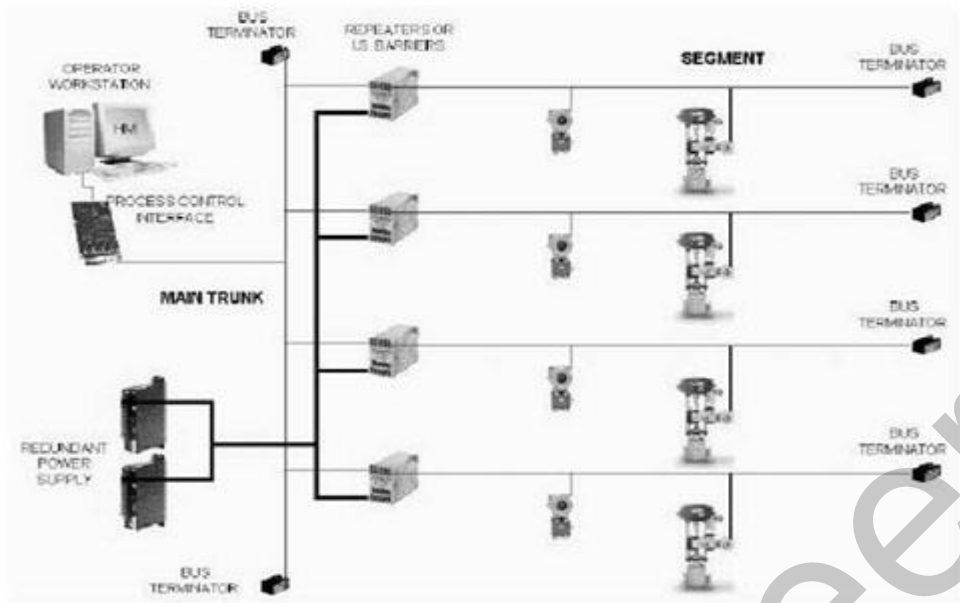 BUS
TERMINATOR
REPEATERS OR
I.S. BARRIERS
SEGMENT
BUS
TERMINATOR
OPERATOR
WORKSTATION
HMI
PROCESS CONTROL
INTERFACE
BUS
TERMINATOR
MAIN TRUNK
BUS
TERMINATOR
REDUNDANT
POWER
SUPPLY
BUS
TERMINATOR
BUS
TERMINATOR